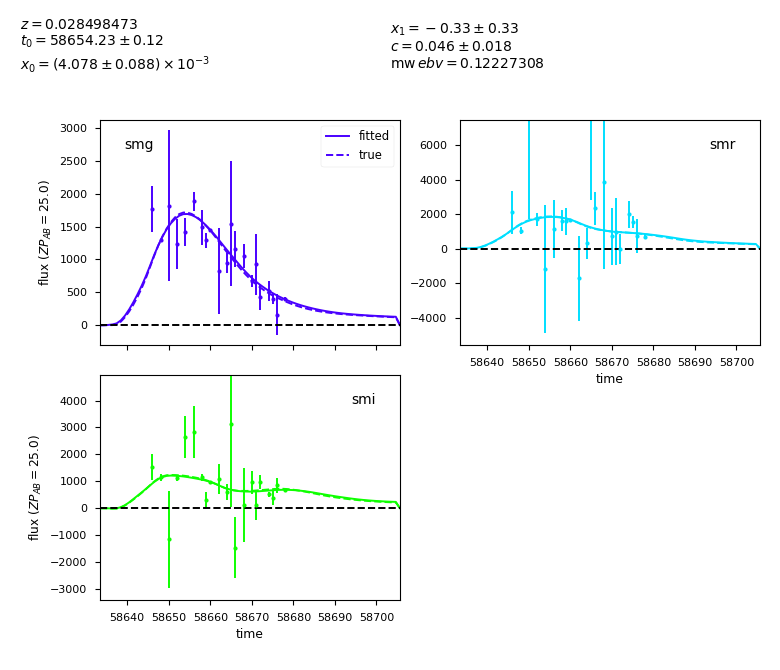 z = 0.028498473
t₀ = 58654.23 ± 0.12
x₀ = (4.078 ± 0.088) × 10⁻³
x₁ = −0.33 ± 0.33
c = 0.046 ± 0.018
mw ebv = 0.12227308
smg
fitted
true
3000
2500
2000
1500
1000
500
0
flux (ZP_AB = 25.0)
smr
6000
4000
2000
0
−2000
−4000
58640 58650 58660 58670 58680 58690 58700
time
smi
4000
3000
2000
1000
0
−1000
−2000
−3000
flux (ZP_AB = 25.0)
58640 58650 58660 58670 58680 58690 58700
time